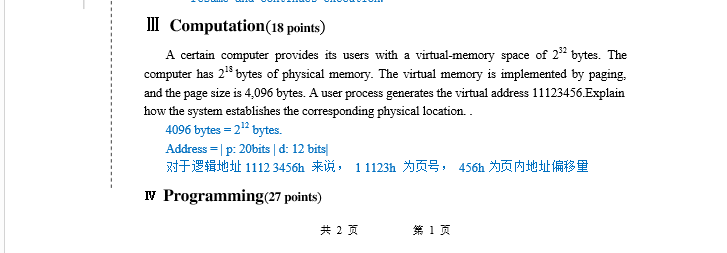 Ⅲ Computation(18 points)
A certain computer provides its users with a virtual-memory space of 2³² bytes. The
computer has 2¹⁸ bytes of physical memory. The virtual memory is implemented by paging,
and the page size is 4,096 bytes. A user process generates the virtual address 11123456.Explain
how the system establishes the corresponding physical location. .
4096 bytes = 2¹² bytes.
Address = | p: 20bits | d: 12 bits|
对于逻辑地址 1112 3456h 来说， 1 1123h 为页号， 456h 为页内地址偏移量
Ⅳ Programming(27 points)
共 2 页 第 1 页